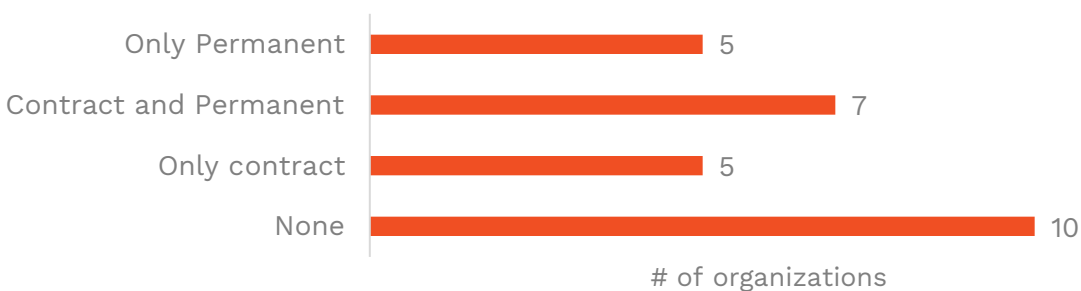 Only Permanent 5
Contract and Permanent 7
Only contract 5
None 10
# of organizations